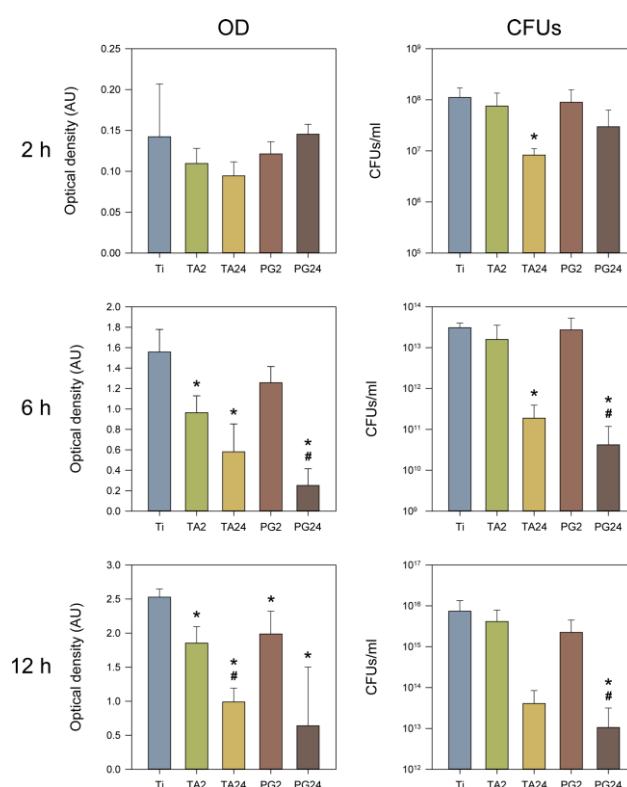 OD CFUs
2 h
Optical density (AU)
0.25
0.20
0.15
0.10
0.05
0.00
Ti TA2 TA24 PG2 PG24
CFUs/ml
10⁹
10⁸
10⁷
10⁶
10⁵
*
Ti TA2 TA24 PG2 PG24
6 h
Optical density (AU)
2.0
1.8
1.6
1.4
1.2
1.0
0.8
0.6
0.4
0.2
0.0
* * *
#
Ti TA2 TA24 PG2 PG24
CFUs/ml
10¹⁴
10¹³
10¹²
10¹¹
10¹⁰
10⁹
* *
#
Ti TA2 TA24 PG2 PG24
12 h
Optical density (AU)
3.0
2.5
2.0
1.5
1.0
0.5
0.0
* * * *
#
Ti TA2 TA24 PG2 PG24
CFUs/ml
10¹⁷
10¹⁶
10¹⁵
10¹⁴
10¹³
10¹²
*
#
Ti TA2 TA24 PG2 PG24